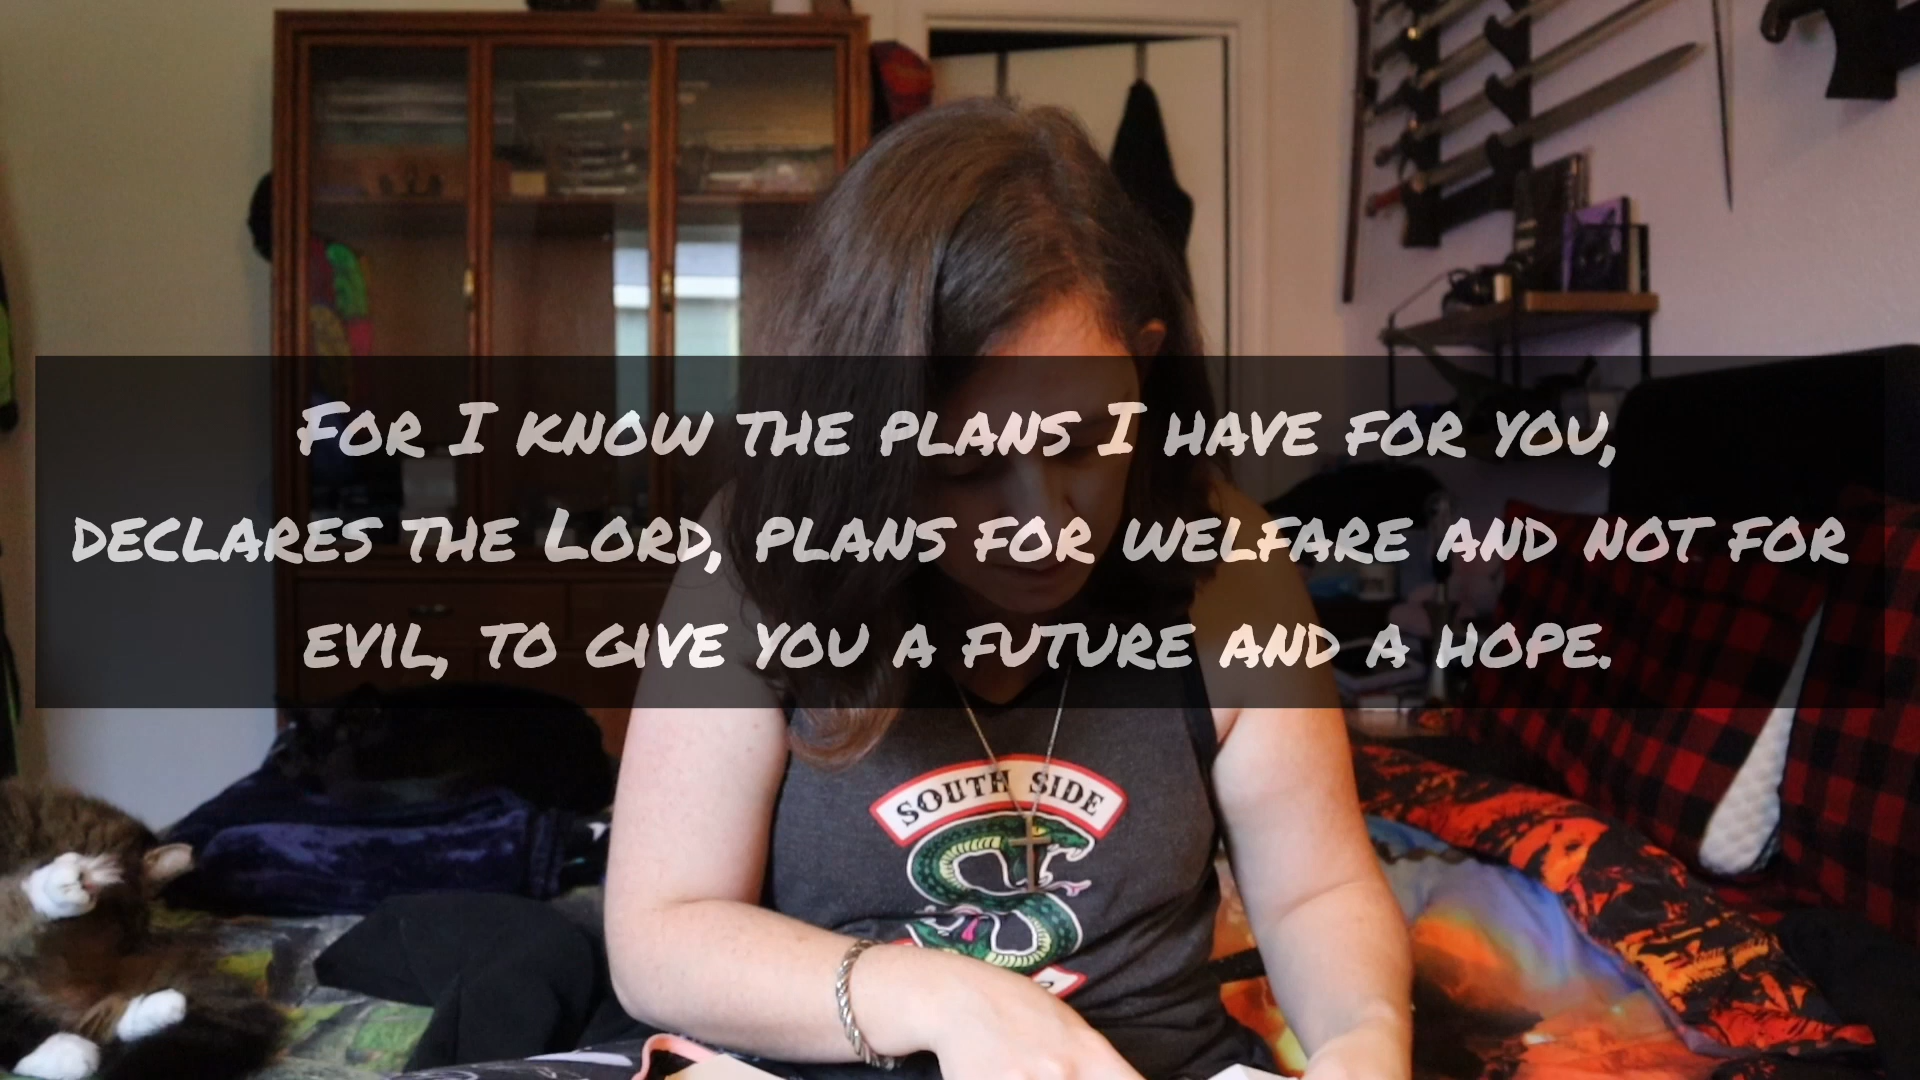 For I know the plans I have for you,
declares the Lord, plans for welfare and not for
evil, to give you a future and a hope.
SOUTH SIDE